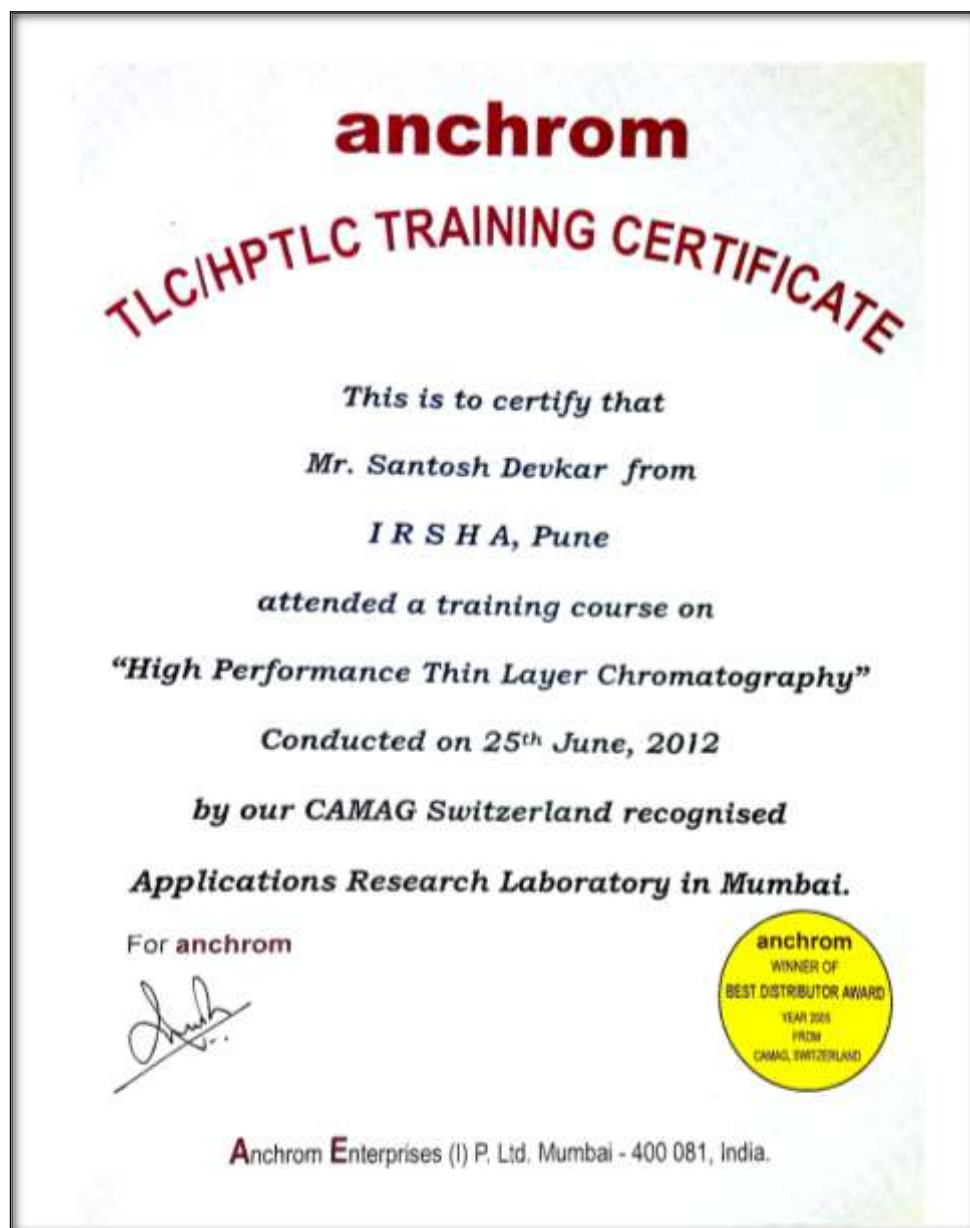 anchrom
TLC/HPTLC TRAINING CERTIFICATE
This is to certify that
Mr. Santosh Devkar from
I R S H A, Pune
attended a training course on
“High Performance Thin Layer Chromatography”
Conducted on 25th June, 2012
by our CAMAG Switzerland recognised
Applications Research Laboratory in Mumbai.
For anchrom
anchrom
WINNER OF
BEST DISTRIBUTOR AWARD
YEAR 2005
FROM
CAMAG, SWITZERLAND
Anchrom Enterprises (I) P. Ltd. Mumbai - 400 081, India.